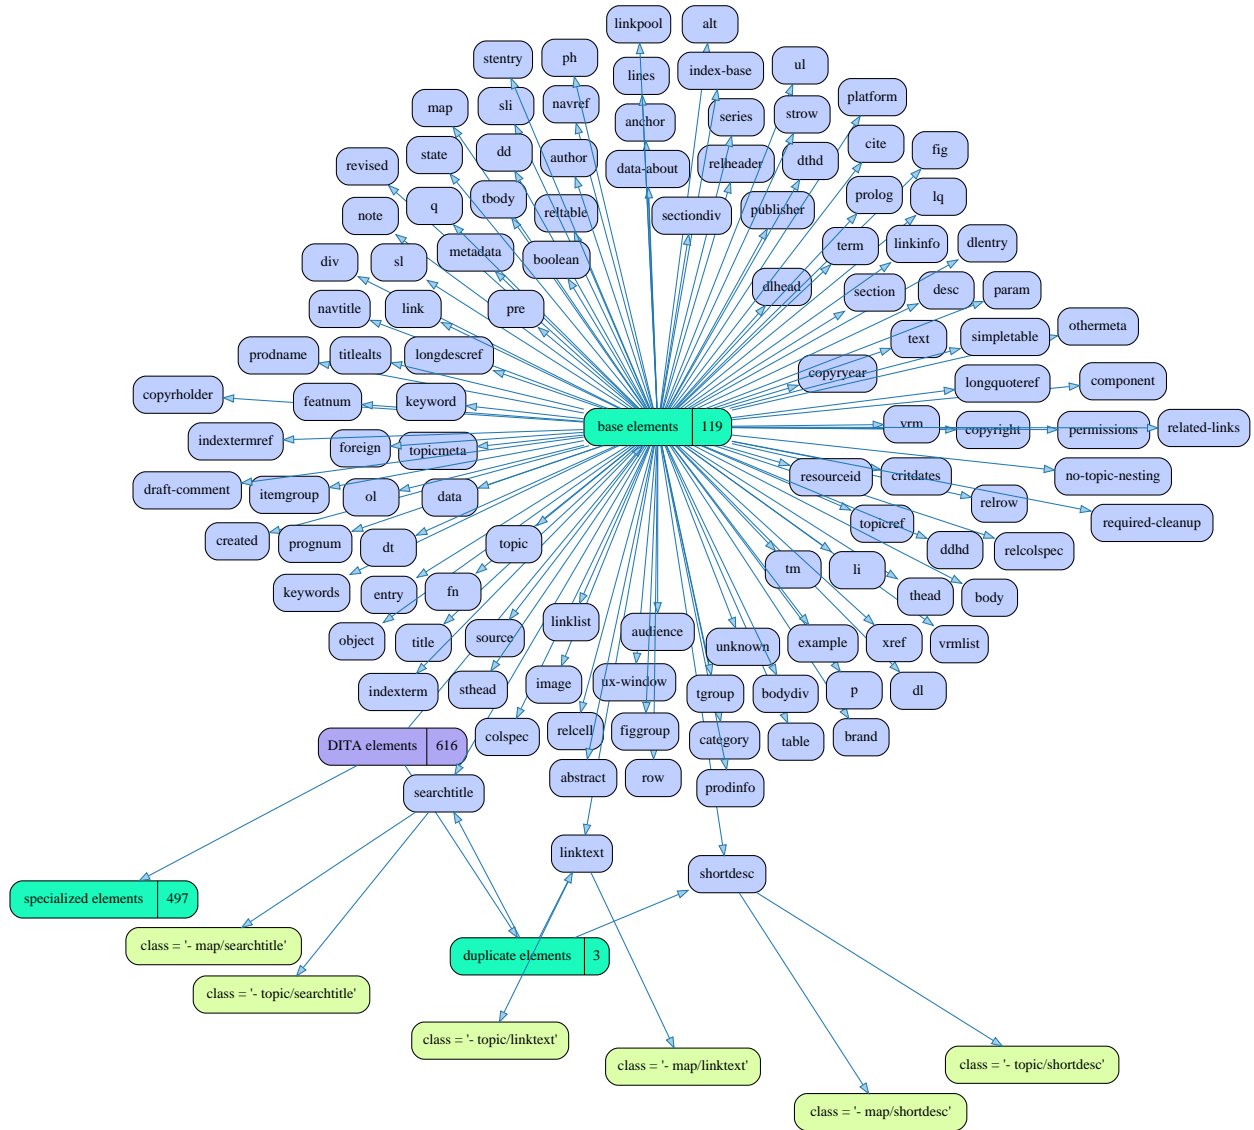 linkpool
alt
stentry
ph
lines
index-base
ul
map
sli
navref
anchor
series
strow
platform
revised
state
dd
author
data-about
relheader
dthd
cite
fig
note
q
tbody
reltable
sectiondiv
publisher
prolog
lq
div
sl
metadata
boolean
term
linkinfo
dlentry
navtitle
link
pre
dlhead
section
desc
param
prodname
titlealts
longdescref
text
simpletable
othermeta
copyrholder
featnum
keyword
copyryear
longquoteref
component
indextermref
foreign
topicmeta
base elements 119
vrm
copyright
permissions
related-links
draft-comment
itemgroup
ol
data
resourceid
critdates
no-topic-nesting
created
prognum
dt
topic
topicref
relrow
required-cleanup
keywords
entry
fn
tm
li
ddhd
relcolspec
object
title
source
linklist
audience
unknown
example
xref
thead
body
vrmlist
indexterm
sthead
image
ux-window
tgroup
bodydiv
p
dl
DITA elements 616
colspec
relcell
figgroup
category
table
brand
searchtitle
abstract
row
prodinfo
linktext
shortdesc
specialized elements 497
class = '- map/searchtitle'
duplicate elements 3
class = '- topic/searchtitle'
class = '- topic/linktext'
class = '- map/linktext'
class = '- topic/shortdesc'
class = '- map/shortdesc'